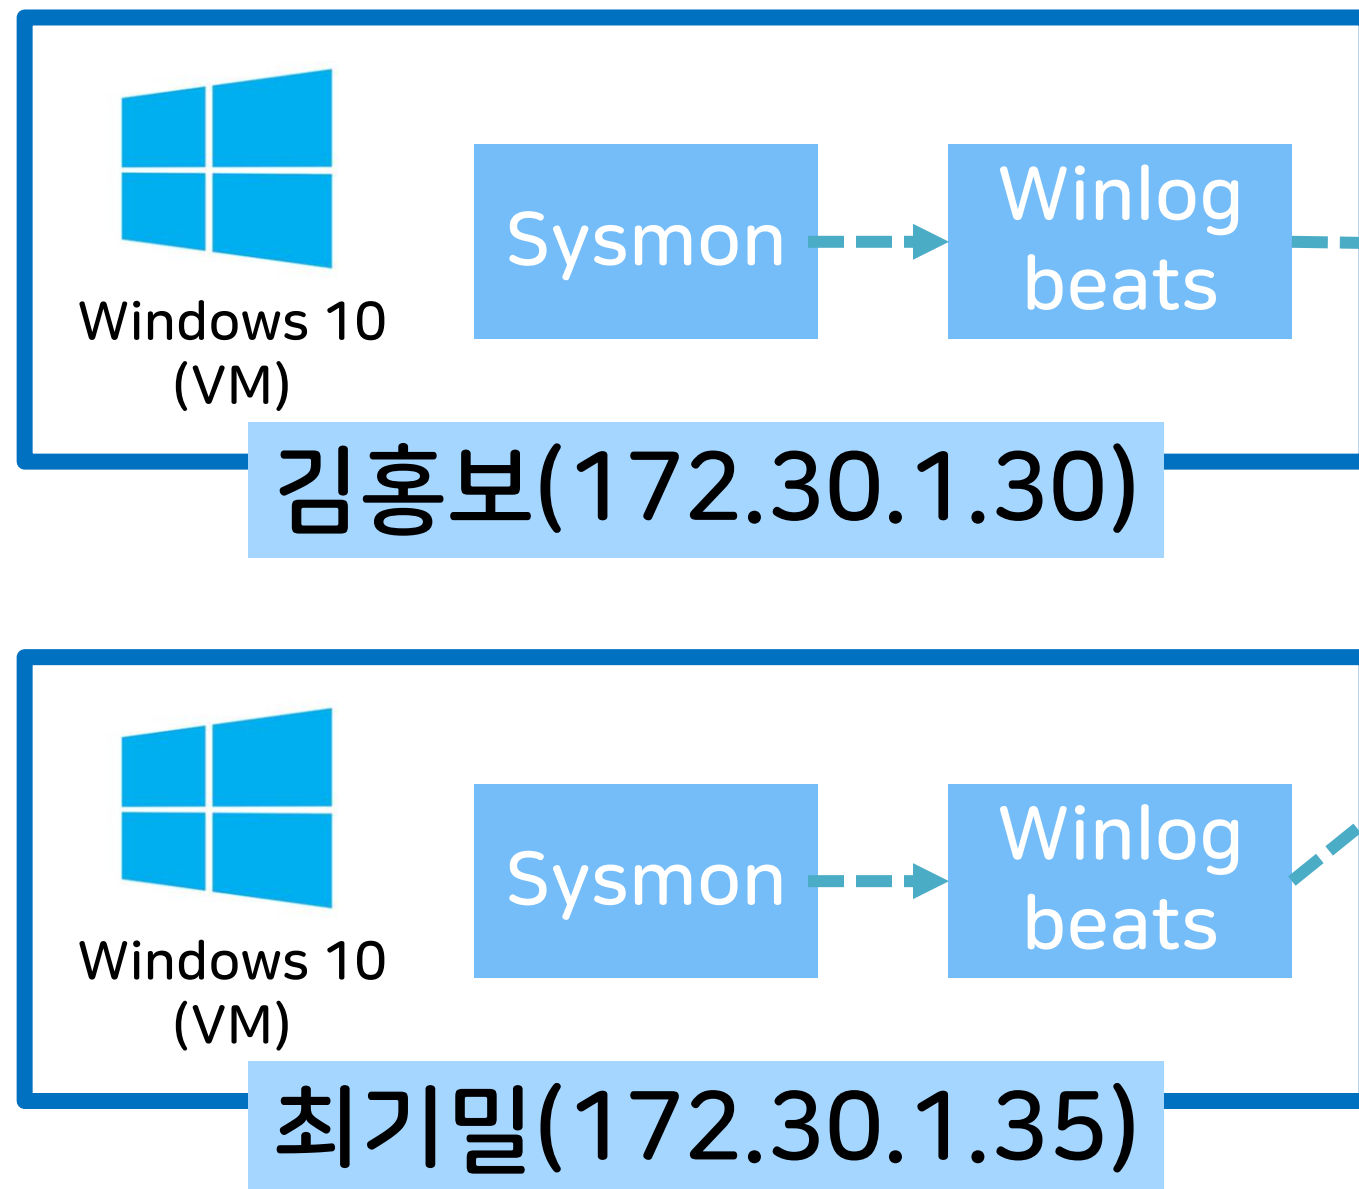 Windows 10
(VM)
Sysmon
Winlog
beats
김홍보(172.30.1.30)
Windows 10
(VM)
Sysmon
Winlog
beats
최기밀(172.30.1.35)